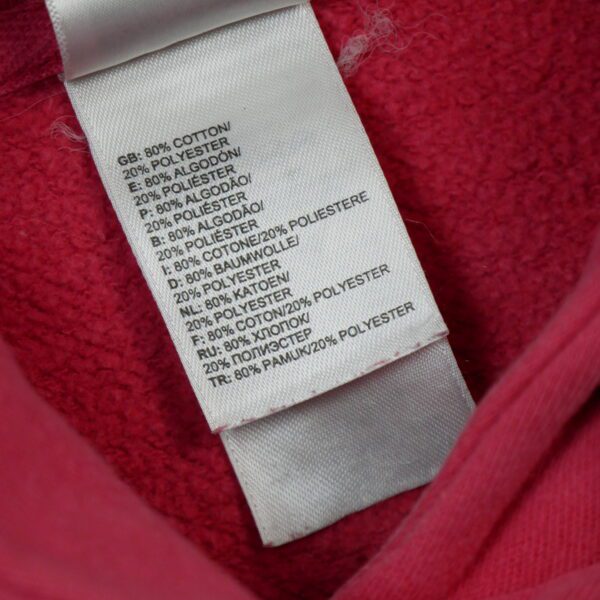 GB: 80% COTTON/
20% POLYESTER
E: 80% ALGODÓN/
20% POLIÉSTER
P: 80% ALGODÃO/
20% POLIÉSTER
B: 80% ALGODÃO/
20% POLIÉSTER
I: 80% COTONE/20% POLIESTERE
D: 80% BAUMWOLLE/
20% POLYESTER
NL: 80% KATOEN/
20% POLYESTER
F: 80% COTON/20% POLYESTER
RU: 80% ХЛОПОК/
20% ПОЛИЭСТЕР
TR: 80% PAMUK/20% POLYESTER